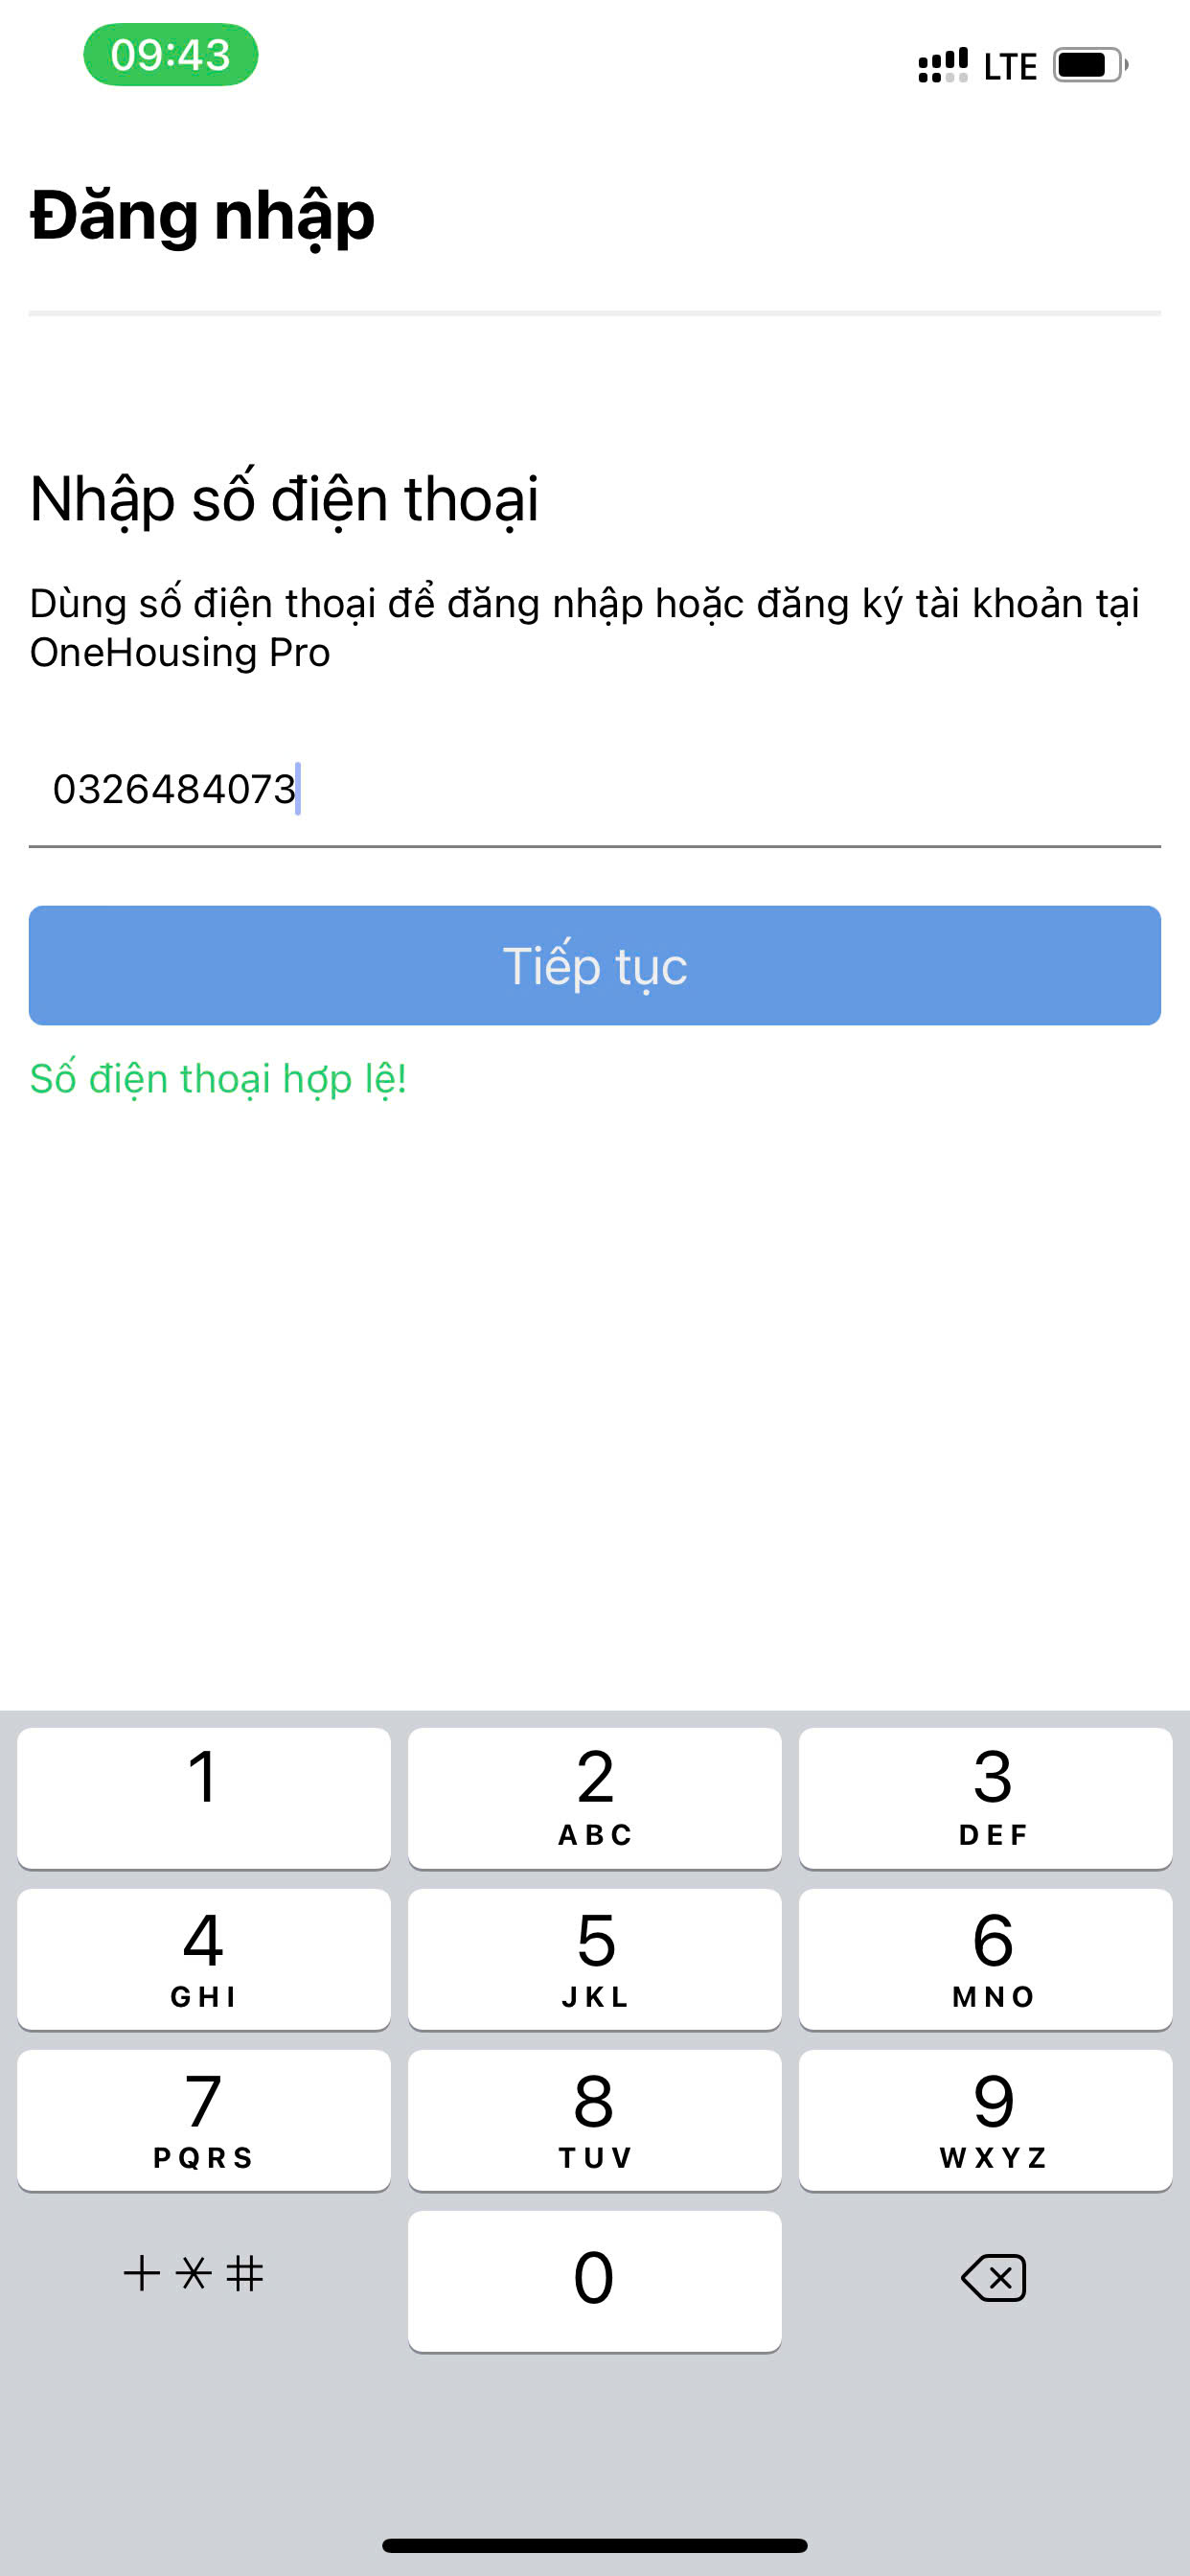 09:43
LTE
Đăng nhập
Nhập số điện thoại
Dùng số điện thoại để đăng nhập hoặc đăng ký tài khoản tại
OneHousing Pro
0326484073
Tiếp tục
Số điện thoại hợp lệ!
1
2
3
ABC
DEF
4
5
6
GHI
JKL
MNO
7
8
9
PQRS
TUV
WXYZ
+*#
0